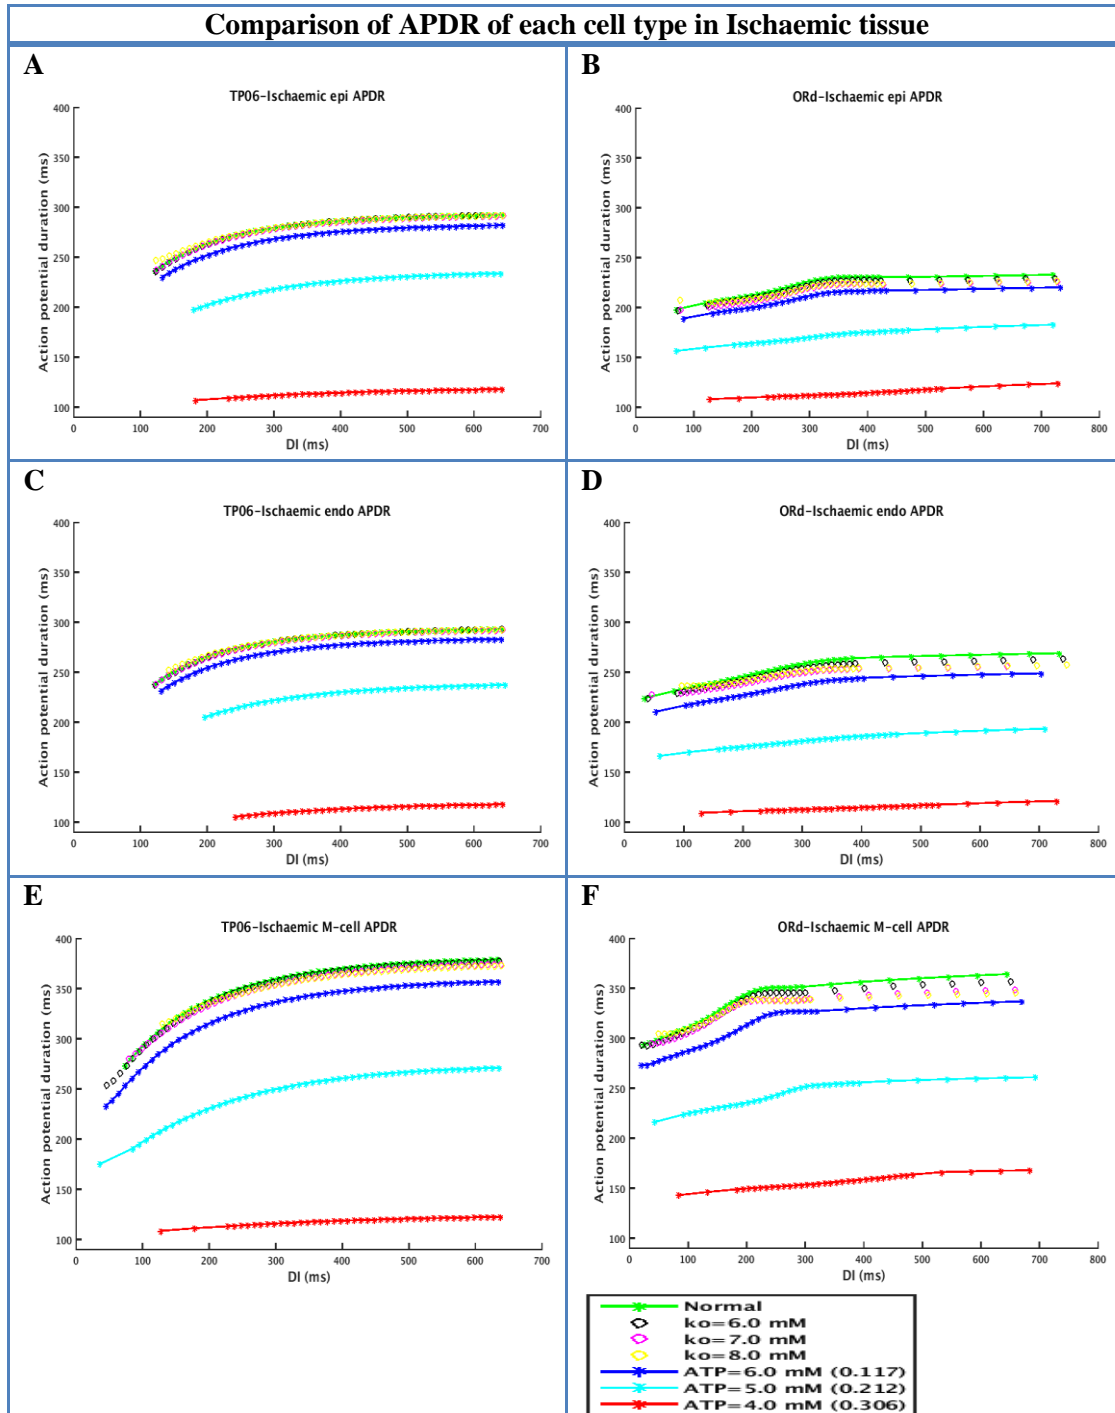 Comparison of APDR of each cell type in Ischaemic tissue
A
TP06-Ischaemic epi APDR
Action potential duration (ms)
400
350
300
250
200
150
100
0 100 200 300 400 500 600 700
DI (ms)
B
ORd-Ischaemic epi APDR
Action potential duration (ms)
400
350
300
250
200
150
100
0 100 200 300 400 500 600 700 800
DI (ms)
C
TP06-Ischaemic endo APDR
Action potential duration (ms)
400
350
300
250
200
150
100
0 100 200 300 400 500 600 700
DI (ms)
D
ORd-Ischaemic endo APDR
Action potential duration (ms)
400
350
300
250
200
150
100
0 100 200 300 400 500 600 700 800
DI (ms)
E
TP06-Ischaemic M-cell APDR
Action potential duration (ms)
400
350
300
250
200
150
100
0 100 200 300 400 500 600 700
DI (ms)
F
ORd-Ischaemic M-cell APDR
Action potential duration (ms)
400
350
300
250
200
150
100
0 100 200 300 400 500 600 700 800
DI (ms)
Normal
ko=6.0 mM
ko=7.0 mM
ko=8.0 mM
ATP=6.0 mM (0.117)
ATP=5.0 mM (0.212)
ATP=4.0 mM (0.306)